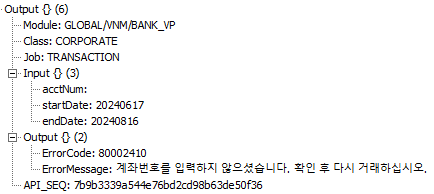 Output {} (6)
Module: GLOBAL/VNM/BANK_VP
Class: CORPORATE
Job: TRANSACTION
Input {} (3)
acctNum:
startDate: 20240617
endDate: 20240816
Output {} (2)
ErrorCode: 80002410
ErrorMessage: 계좌번호를 입력하지 않으셨습니다. 확인 후 다시 거래하십시오.
API_SEQ: 7b9b3339a544e76bd2cd98b63de50f36